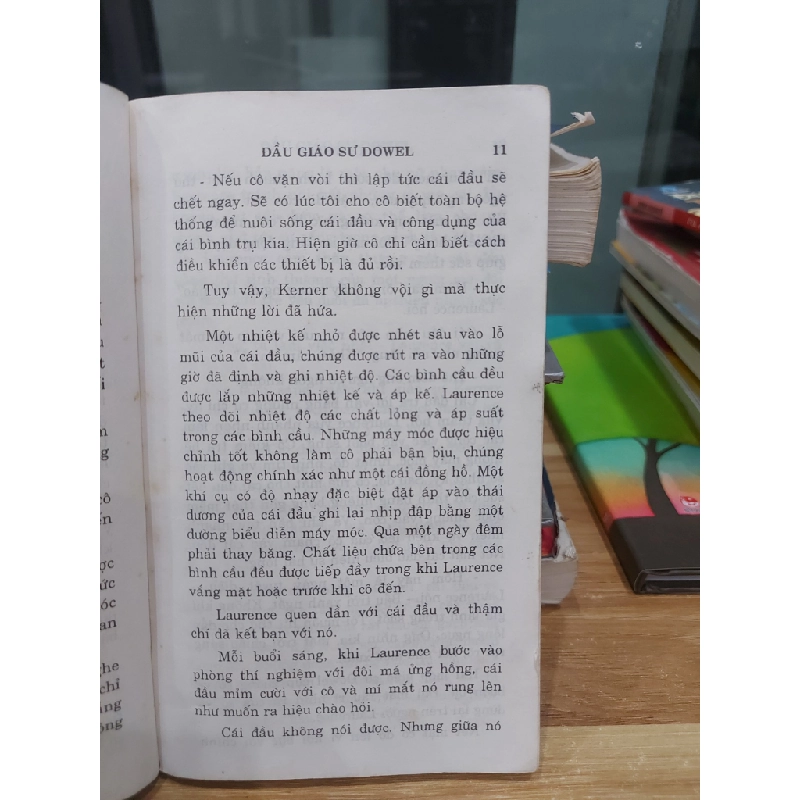 ĐẦU GIÁO SƯ DOWEL 11
- Nếu cô vặn vòi thì lập tức cái đầu sẽ
chết ngay. Sẽ có lúc tôi cho cô biết toàn bộ hệ
thống để nuôi sống cái đầu và công dụng của
cái bình trụ kia. Hiện giờ cô chỉ cần biết cách
điều khiển các thiết bị là đủ rồi.
Tuy vậy, Kerner không vội gì mà thực
hiện những lời đã hứa.
Một nhiệt kế nhỏ được nhét sâu vào lỗ
mũi của cái đầu, chúng được rút ra vào những
giờ đã định và ghi nhiệt độ. Các bình cầu đều
được lắp những nhiệt kế và áp kế. Laurence
theo dõi nhiệt độ các chất lỏng và áp suất
trong các bình cầu. Những máy móc được hiệu
chỉnh tốt không làm cô phải bận bịu, chúng
hoạt động chính xác như một cái đồng hồ. Một
khí cụ có độ nhạy đặc biệt đặt áp vào thái
dương của cái đầu ghi lại nhịp đập bằng một
đường biểu diễn máy móc. Qua một ngày đêm
phải thay băng. Chất liệu chứa bên trong các
bình cầu đều được tiếp đầy trong khi Laurence
vắng mặt hoặc trước khi cô đến.
Laurence quen dần với cái đầu và thậm
chí đã kết bạn với nó.
Mỗi buổi sáng, khi Laurence bước vào
phòng thí nghiệm với đôi má ửng hồng, cái
đầu mỉm cười với cô và mi mắt nó rung lên
như muốn ra hiệu chào hỏi.
Cái đầu không nói được. Nhưng giữa nó